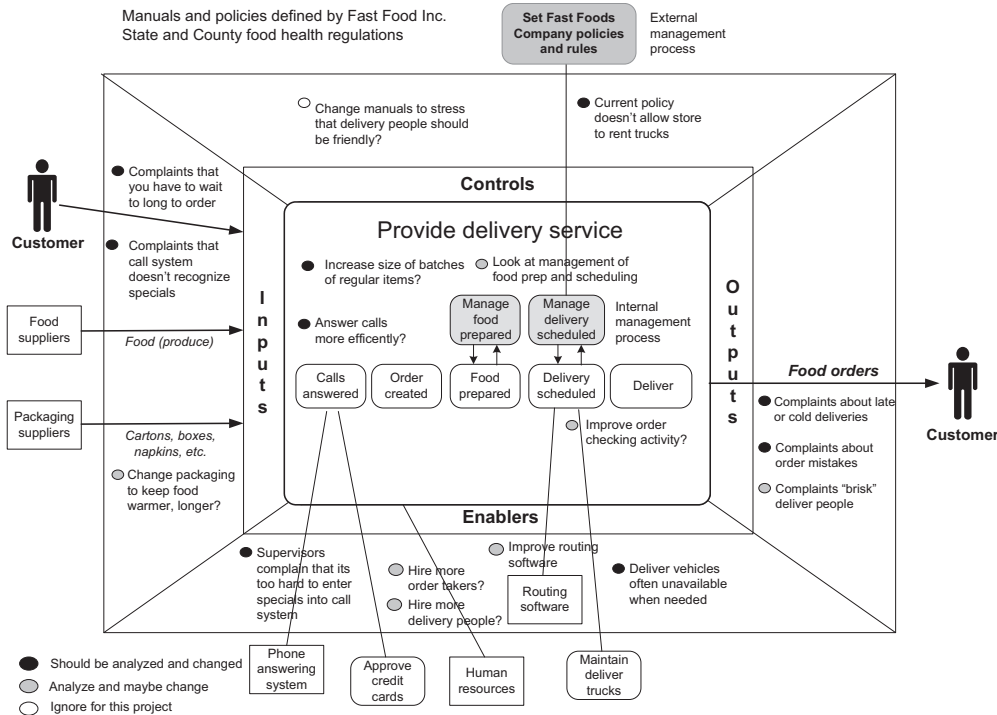 Manuals and policies defined by Fast Food Inc.
State and County food health regulations
Set Fast Foods
Company policies
and rules
External
management
process
Change manuals to stress
that delivery people should
be friendly?
Current policy
doesn't allow store
to rent trucks
Complaints that
you have to wait
to long to order
Customer
Complaints that
call system
doesn't recognize
specials
Food
suppliers
Food (produce)
Packaging
suppliers
Cartons, boxes,
napkins, etc.
Change packaging
to keep food
warmer, longer?
Controls
Inputs
Provide delivery service
Increase size of batches
of regular items?
Look at management of
food prep and scheduling
Answer calls
more efficently?
Manage
food
prepared
Manage
delivery
scheduled
Internal
management
process
Calls
answered
Order
created
Food
prepared
Delivery
scheduled
Deliver
Improve order
checking activity?
Outputs
Food orders
Complaints about late
or cold deliveries
Complaints about
order mistakes
Complaints “brisk”
deliver people
Customer
Enablers
Supervisors
complain that its
too hard to enter
specials into call
system
Hire more
order takers?
Hire more
delivery people?
Improve routing
software
Routing
software
Deliver vehicles
often unavailable
when needed
Phone
answering
system
Approve
credit
cards
Human
resources
Maintain
deliver
trucks
Should be analyzed and changed
Analyze and maybe change
Ignore for this project